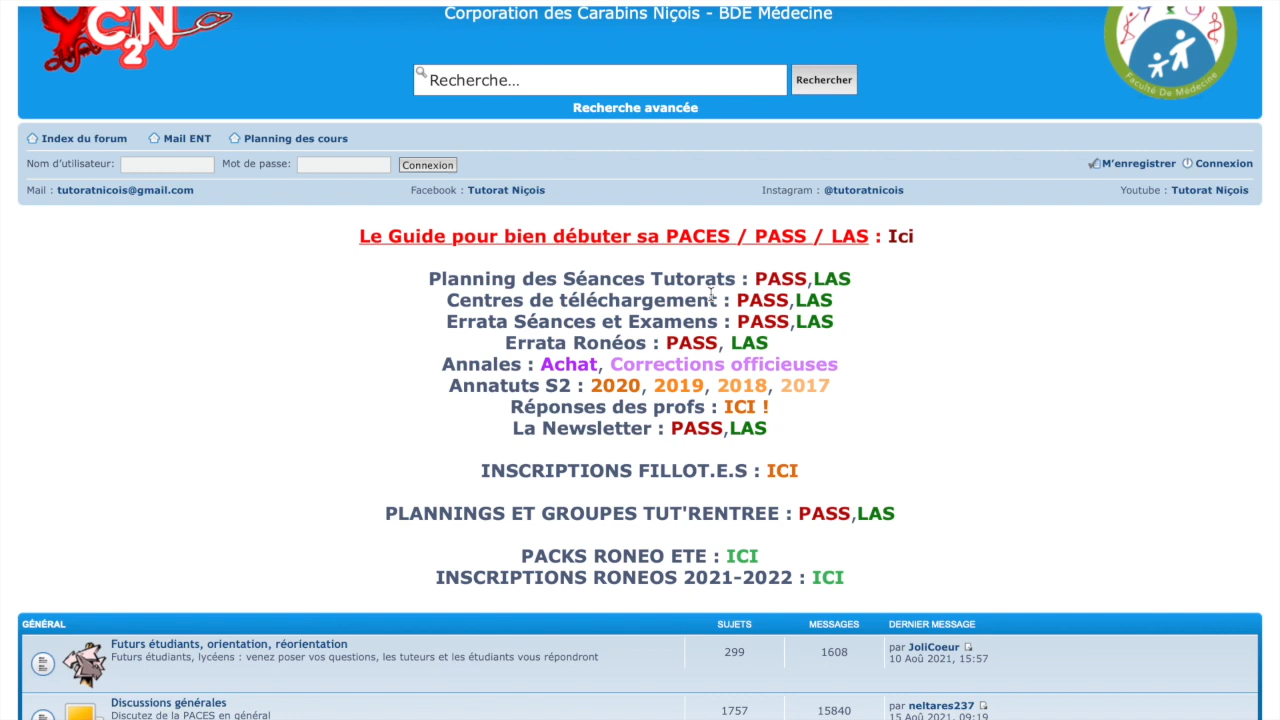 C2N
Corporation des Carabins Niçois - BDE Médecine
Faculté De Médecine
Recherche...
Rechercher
Recherche avancée
Index du forum Mail ENT Planning des cours
Nom d’utilisateur: Mot de passe: Connexion M’enregistrer Connexion
Mail : tutoratnicois@gmail.com Facebook : Tutorat Niçois Instagram : @tutoratnicois Youtube : Tutorat Niçois
Le Guide pour bien débuter sa PACES / PASS / LAS : Ici
Planning des Séances Tutorats : PASS,LAS
Centres de téléchargement : PASS,LAS
Errata Séances et Examens : PASS,LAS
Errata Ronéos : PASS, LAS
Annales : Achat, Corrections officieuses
Annatuts S2 : 2020, 2019, 2018, 2017
Réponses des profs : ICI !
La Newsletter : PASS,LAS
INSCRIPTIONS FILLOT.E.S : ICI
PLANNINGS ET GROUPES TUT'RENTREE : PASS,LAS
PACKS RONEO ETE : ICI
INSCRIPTIONS RONEOS 2021-2022 : ICI
GÉNÉRAL SUJETS MESSAGES DERNIER MESSAGE
Futurs étudiants, orientation, réorientation
Futurs étudiants, lycéens : venez poser vos questions, les tuteurs et les étudiants vous répondront
299 1608 par JoliCoeur
10 Aoû 2021, 15:57
Discussions générales
Discutez de la PACES en général
1757 15840 par neltares237
15 Aoû 2021, 09:19